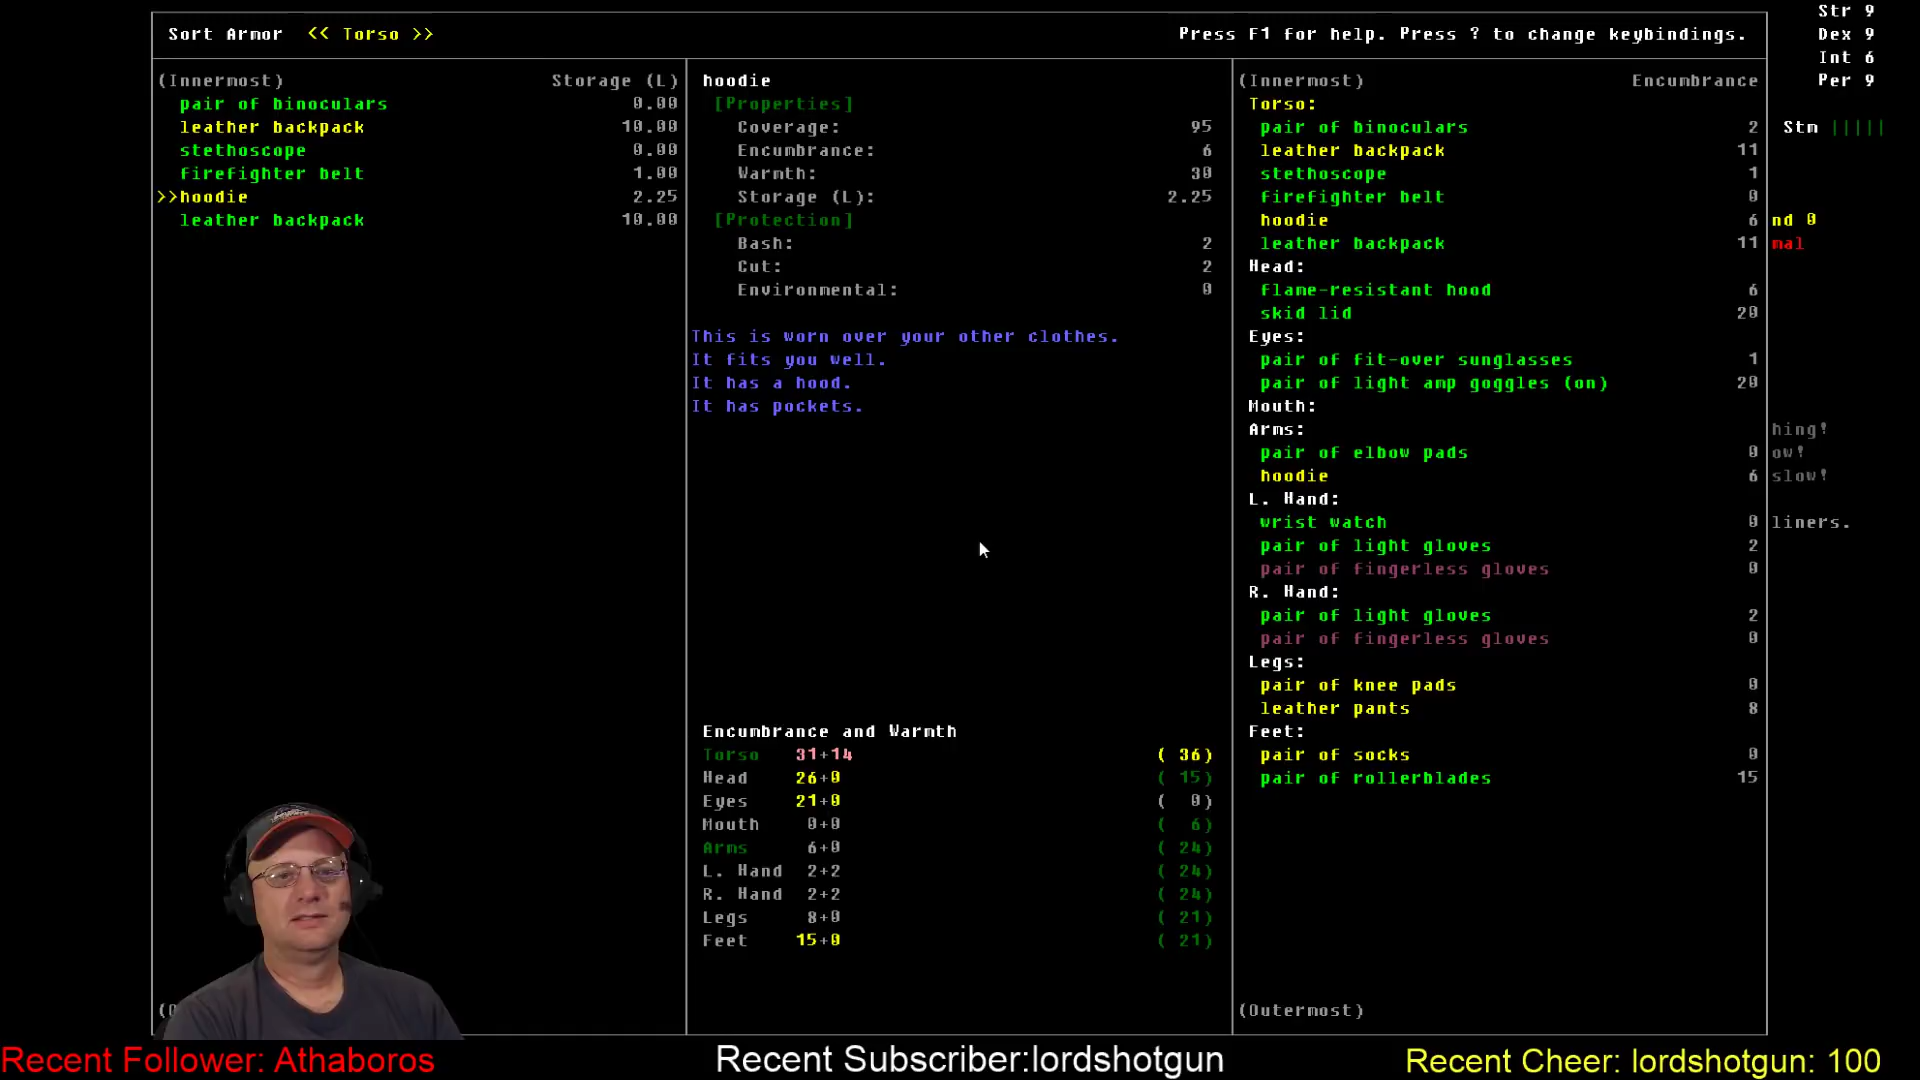 Sort Armor << Torso >> Press F1 for help. Press ? to change keybindings.
(Innermost) Storage (L)
pair of binoculars 0.00
leather backpack 10.00
stethoscope 0.00
firefighter belt 1.00
>>hoodie 2.25
leather backpack 10.00
hoodie
[Properties]
Coverage: 95
Encumbrance: 6
Warmth: 30
Storage (L): 2.25
[Protection]
Bash: 2
Cut: 2
Environmental: 0
This is worn over your other clothes.
It fits you well.
It has a hood.
It has pockets.
Encumbrance and Warmth
Torso 31+14 ( 36)
Head 26+0 ( 15)
Eyes 21+0 ( 0)
Mouth 0+0 ( 6)
Arms 6+0 ( 24)
L. Hand 2+2 ( 24)
R. Hand 2+2 ( 24)
Legs 8+0 ( 21)
Feet 15+0 ( 21)
(Innermost) Encumbrance
Torso:
pair of binoculars 2
leather backpack 11
stethoscope 1
firefighter belt 0
hoodie 6
leather backpack 11
Head:
flame-resistant hood 6
skid lid 20
Eyes:
pair of fit-over sunglasses 1
pair of light amp goggles (on) 20
Mouth:
Arms:
pair of elbow pads 0
hoodie 6
L. Hand:
wrist watch 0
pair of light gloves 2
pair of fingerless gloves 0
R. Hand:
pair of light gloves 2
pair of fingerless gloves 0
Legs:
pair of knee pads 0
leather pants 8
Feet:
pair of socks 0
pair of rollerblades 15
(Outermost)
Str 9
Dex 9
Int 6
Per 9
Stm |||||
nd 0
mal
hing!
ow!
slow!
liners.
Recent Follower: Athaboros
Recent Subscriber:lordshotgun
Recent Cheer: lordshotgun: 100